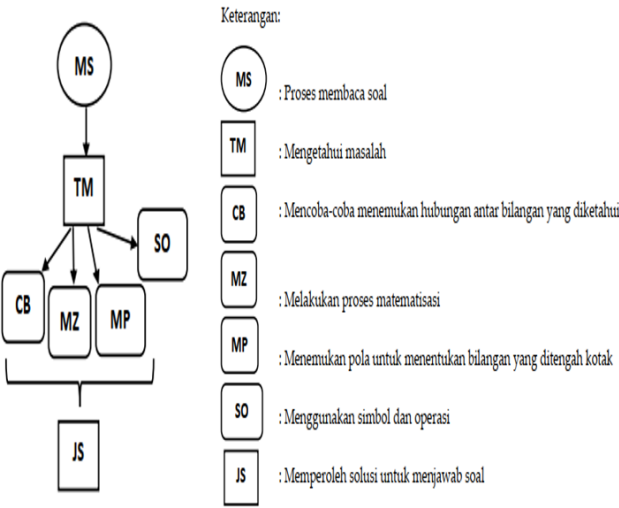 MS
TM
SO
CB
MZ
MP
JS
Keterangan:
MS : Proses membaca soal
TM : Mengetahui masalah
CB : Mencoba-coba menemukan hubungan antar bilangan yang diketahui
MZ : Melakukan proses matematisasi
MP : Menemukan pola untuk menentukan bilangan yang ditengah kotak
SO : Menggunakan simbol dan operasi
JS : Memperoleh solusi untuk menjawab soal